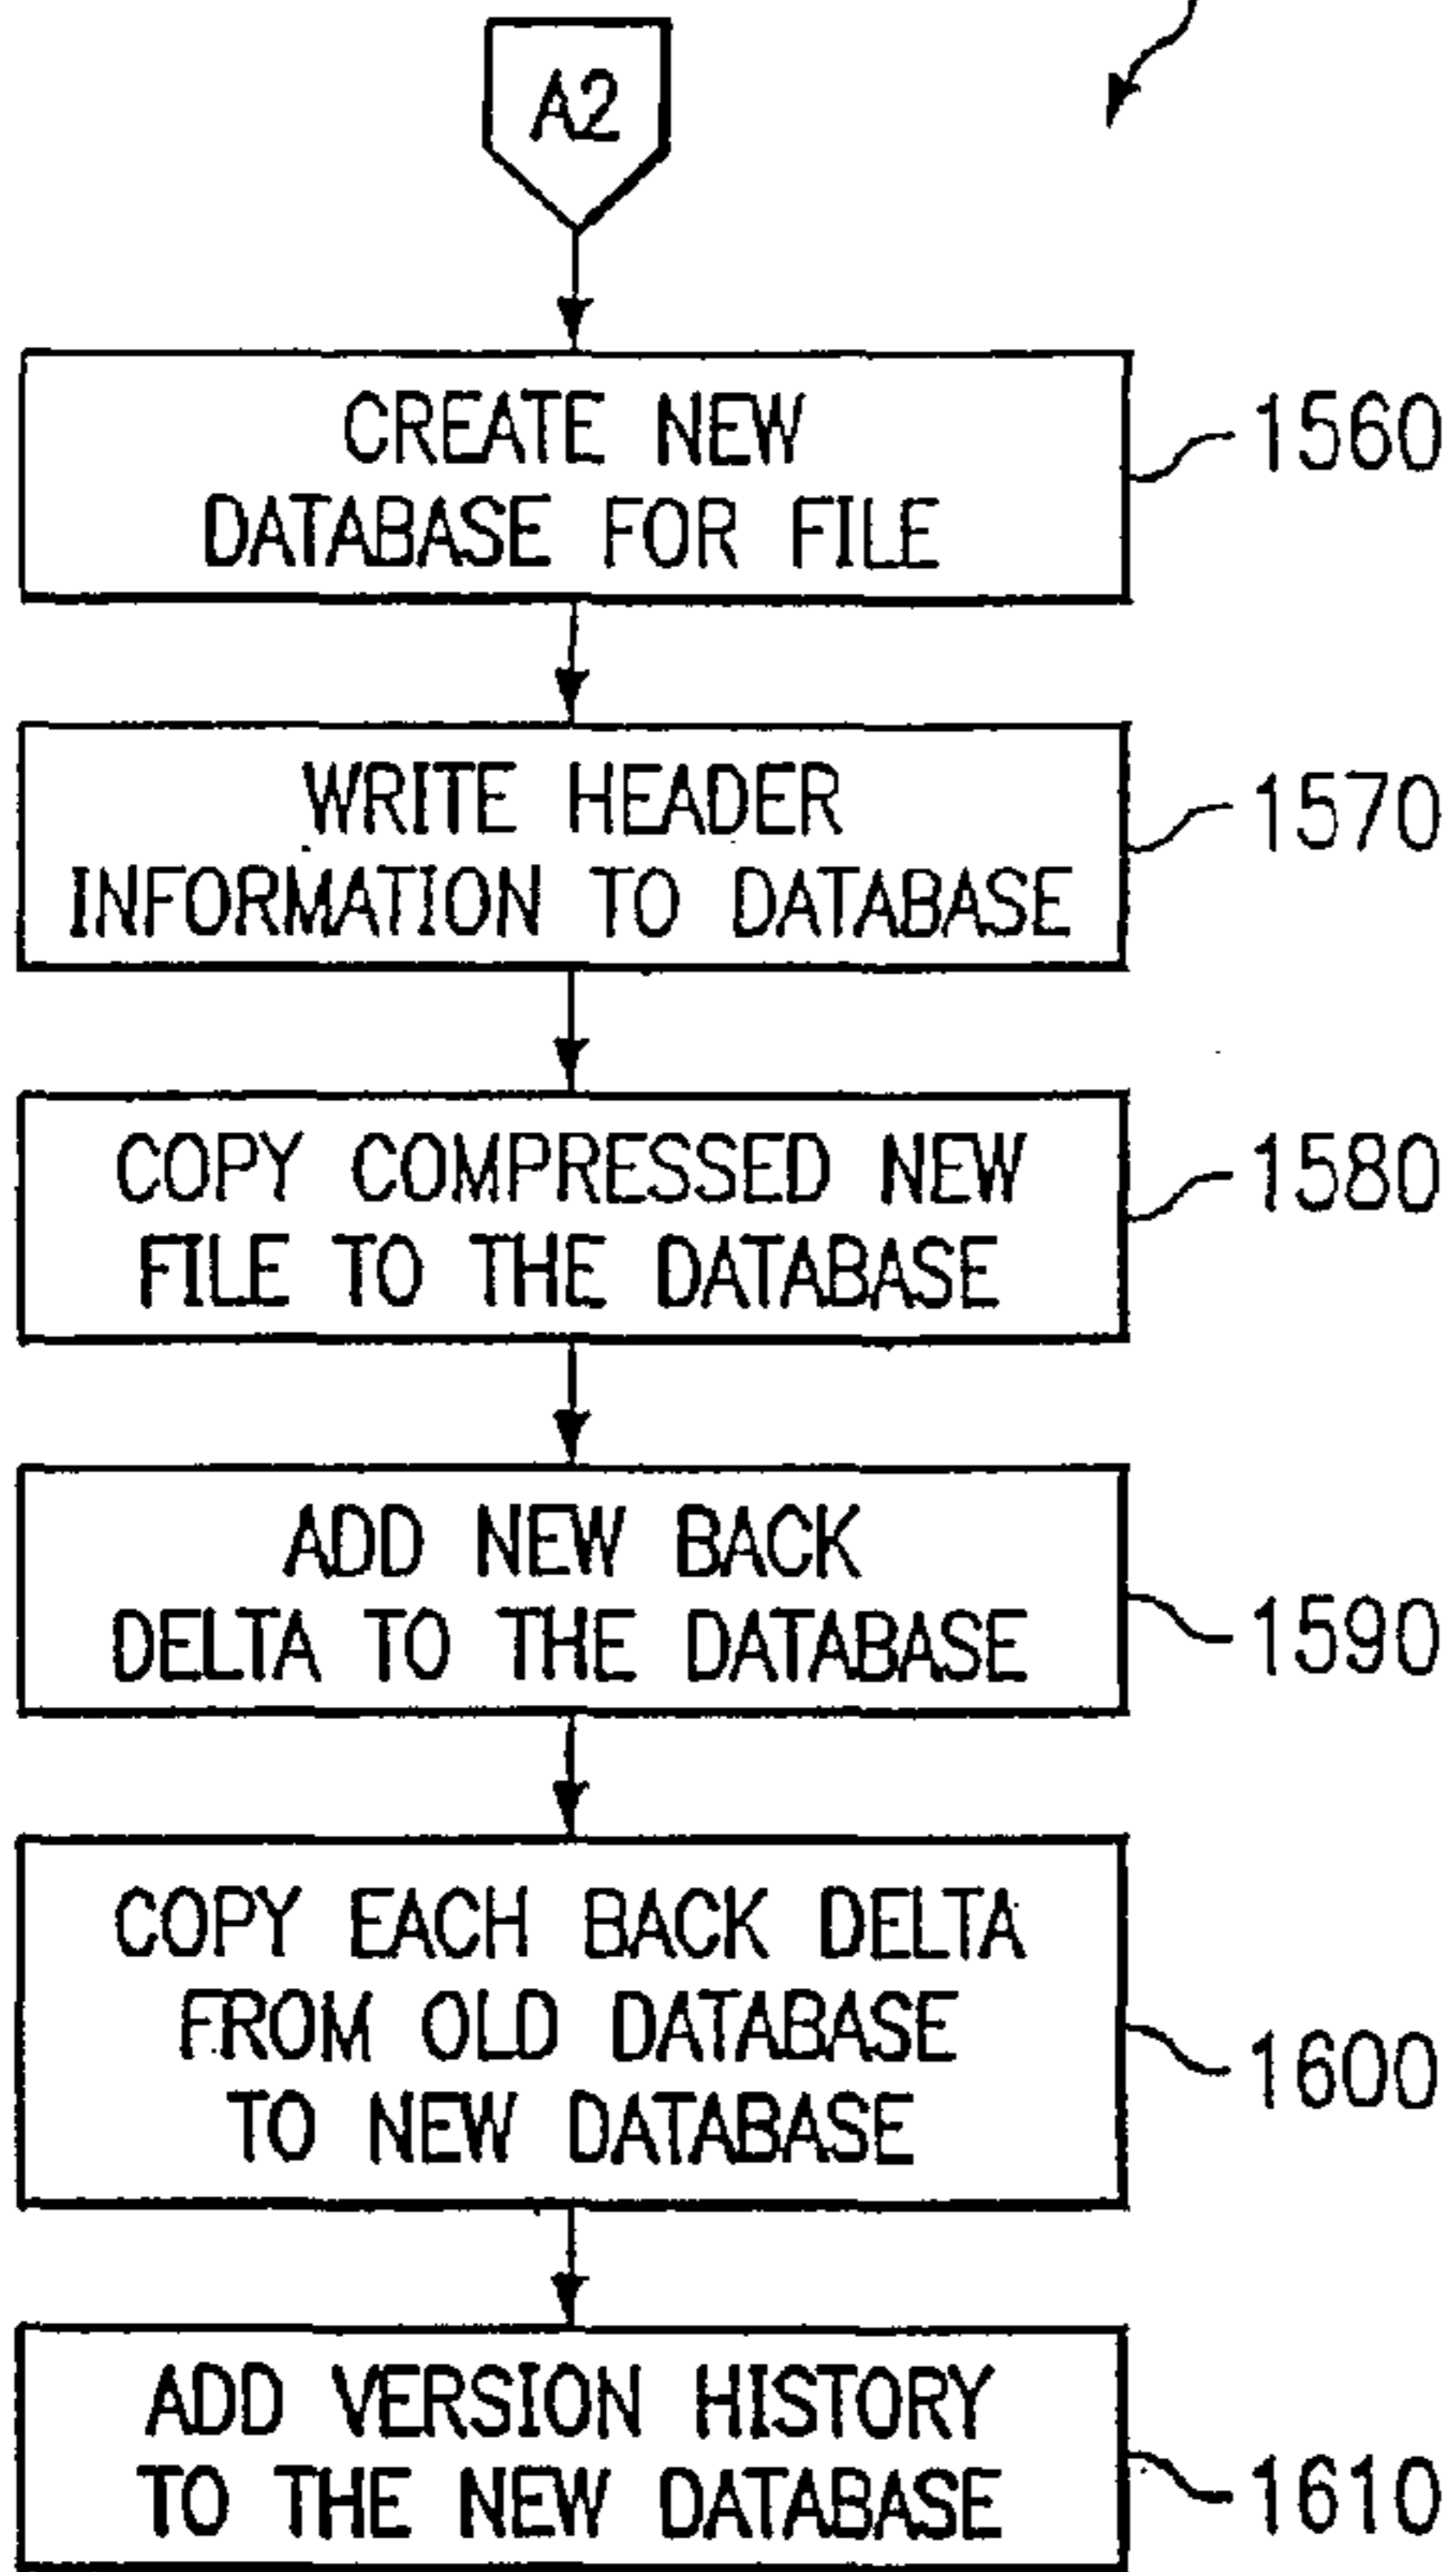 A2
CREATE NEW
DATABASE FOR FILE
1560
WRITE HEADER
INFORMATION TO DATABASE
1570
COPY COMPRESSED NEW
FILE TO THE DATABASE
1580
ADD NEW BACK
DELTA TO THE DATABASE
1590
COPY EACH BACK DELTA
FROM OLD DATABASE
TO NEW DATABASE
1600
ADD VERSION HISTORY
TO THE NEW DATABASE
1610